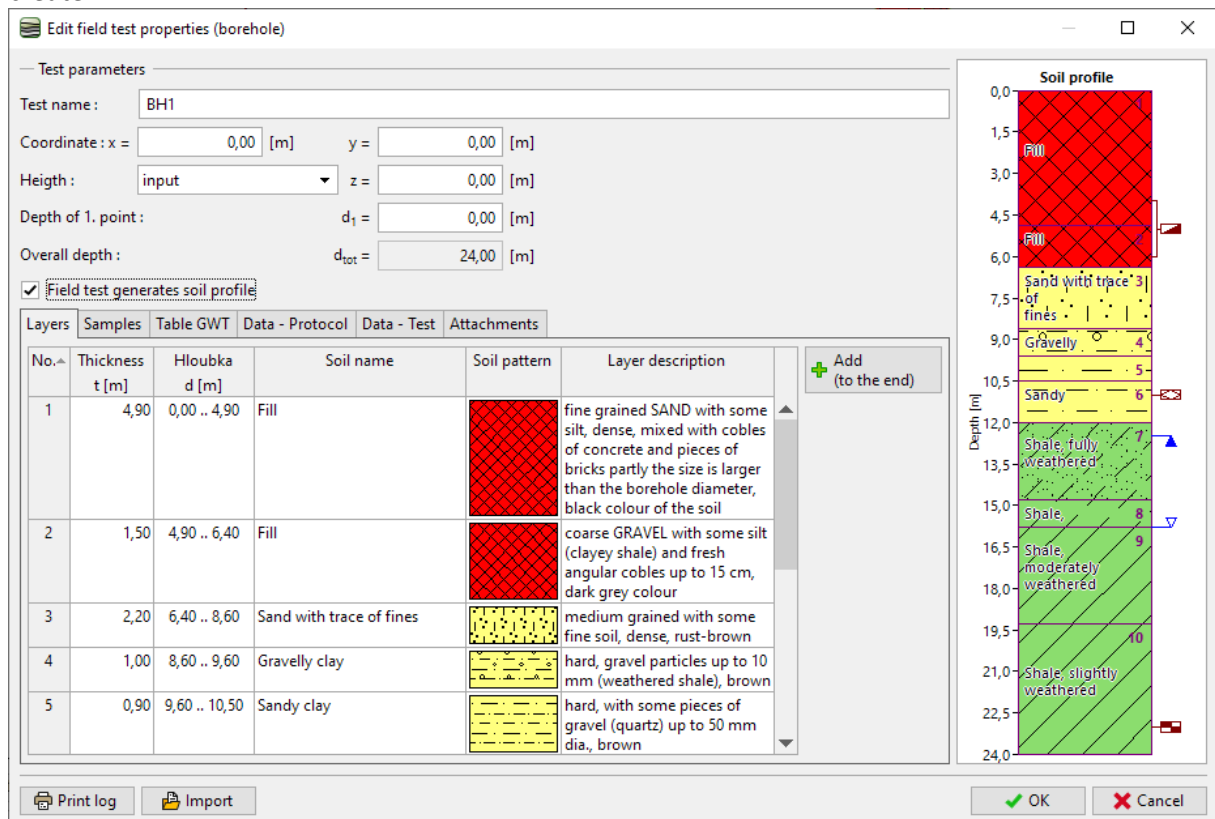 Edit field test properties (borehole)
Test parameters
Test name : BH1
Coordinate : x = 0,00 [m] y = 0,00 [m]
Heigth : input z = 0,00 [m]
Depth of 1. point : d1 = 0,00 [m]
Overall depth : dtot = 24,00 [m]
Field test generates soil profile
Layers Samples Table GWT Data - Protocol Data - Test Attachments
No. Thickness Hloubka Soil name Soil pattern Layer description
t [m] d [m]
1 4,90 0,00 .. 4,90 Fill fine grained SAND with some
silt, dense, mixed with cobles
of concrete and pieces of
bricks partly the size is larger
than the borehole diameter,
black colour of the soil
2 1,50 4,90 .. 6,40 Fill coarse GRAVEL with some silt
(clayey shale) and fresh
angular cobles up to 15 cm,
dark grey colour
3 2,20 6,40 .. 8,60 Sand with trace of fines medium grained with some
fine soil, dense, rust-brown
4 1,00 8,60 .. 9,60 Gravelly clay hard, gravel particles up to 10
mm (weathered shale), brown
5 0,90 9,60 .. 10,50 Sandy clay hard, with some pieces of
gravel (quartz) up to 50 mm
dia., brown
Add
(to the end)
Soil profile
Depth [m]
0,0
1,5
3,0
4,5
6,0
7,5
9,0
10,5
12,0
13,5
15,0
16,5
18,0
19,5
21,0
22,5
24,0
1
Fill
2
Fill
Sand with trace 3
of
fines
Gravelly 4
5
Sandy 6
7
Shale, fully
weathered
Shale, 8
9
Shale,
moderately
weathered
10
Shale, slightly
weathered
Print log Import OK Cancel